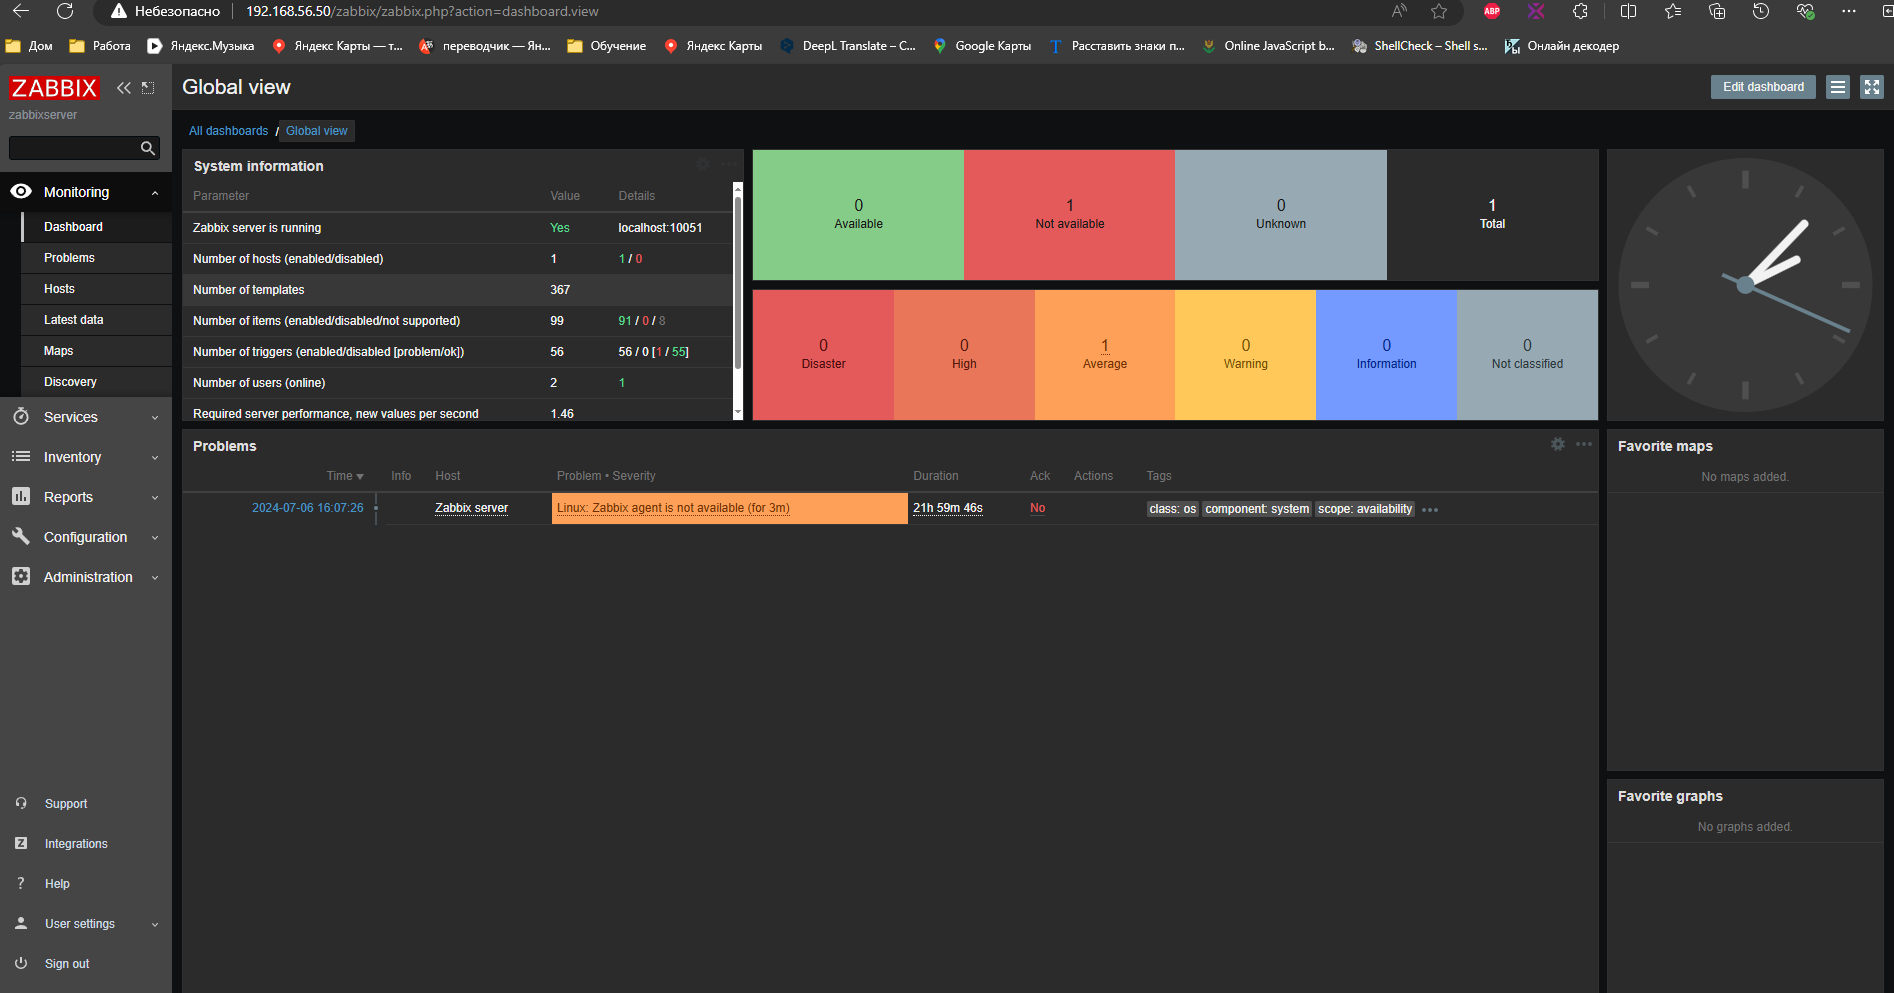 Небезопасно
192.168.56.50/zabbix/zabbix.php?action=dashboard.view
ABP
Дом
Работа
Яндекс.Музыка
Яндекс Карты — т...
переводчик — Ян...
Обучение
Яндекс Карты
DeepL Translate – C...
Google Карты
Расставить знаки п...
Online JavaScript b...
ShellCheck – Shell s...
Онлайн декодер
ZABBIX
zabbixserver
Monitoring
Dashboard
Problems
Hosts
Latest data
Maps
Discovery
Services
Inventory
Reports
Configuration
Administration
Support
Integrations
Help
User settings
Sign out
Global view
Edit dashboard
All dashboards / Global view
System information
Parameter Value Details
Zabbix server is running Yes localhost:10051
Number of hosts (enabled/disabled) 1 1 / 0
Number of templates 367
Number of items (enabled/disabled/not supported) 99 91 / 0 / 8
Number of triggers (enabled/disabled [problem/ok]) 56 56 / 0 [1 / 55]
Number of users (online) 2 1
Required server performance, new values per second 1.46
0
Available
1
Not available
0
Unknown
1
Total
0
Disaster
0
High
1
Average
0
Warning
0
Information
0
Not classified
Problems
Time Info Host Problem • Severity Duration Ack Actions Tags
2024-07-06 16:07:26 Zabbix server Linux: Zabbix agent is not available (for 3m) 21h 59m 46s No class: os component: system scope: availability
Favorite maps
No maps added.
Favorite graphs
No graphs added.